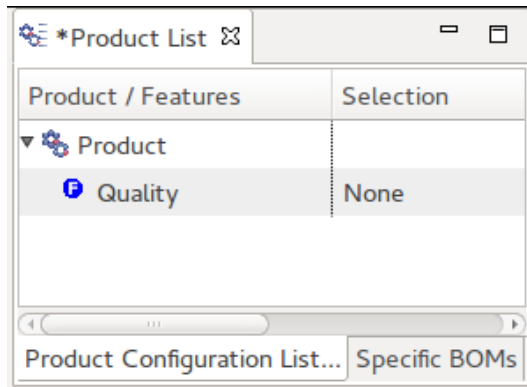 *Product List
Product / Features Selection
Product
F Quality None
Product Configuration List... Specific BOMs